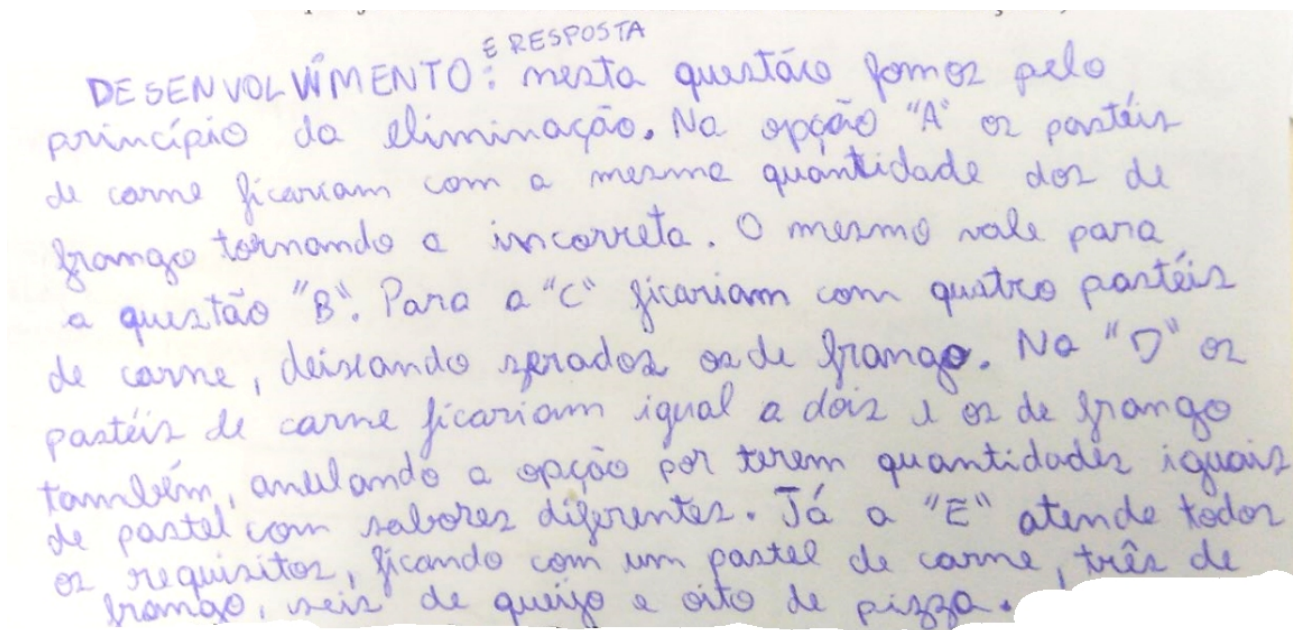 E RESPOSTA
DESENVOLVIMENTO: nesta questão fomos pelo
princípio da eliminação. Na opção "A" os pastéis
de carne ficariam com a mesma quantidade dos de
frango tornando a incorreta. O mesmo vale para
a questão "B". Para a "C" ficariam com quatro pastéis
de carne, deixando zerados os de frango. Na "D" os
pastéis de carne ficariam igual a dois e os de frango
também, anulando a opção por terem quantidades iguais
de pastel com sabores diferentes. Já a "E" atende todos
os requisitos, ficando com um pastel de carne, três de
frango, seis de queijo e oito de pizza.